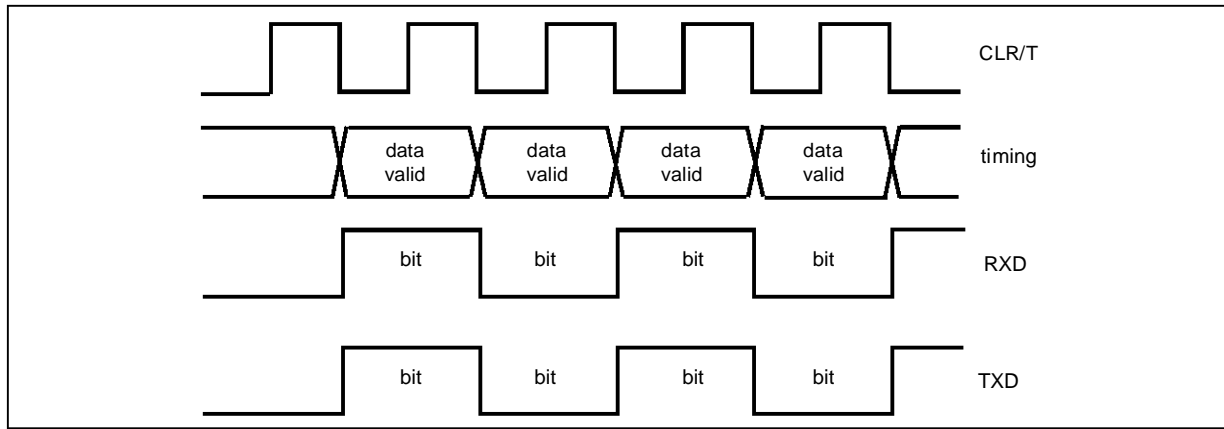 CLR/T
data data data data
valid valid valid valid
timing
bit bit bit bit
RXD
bit bit bit bit
TXD